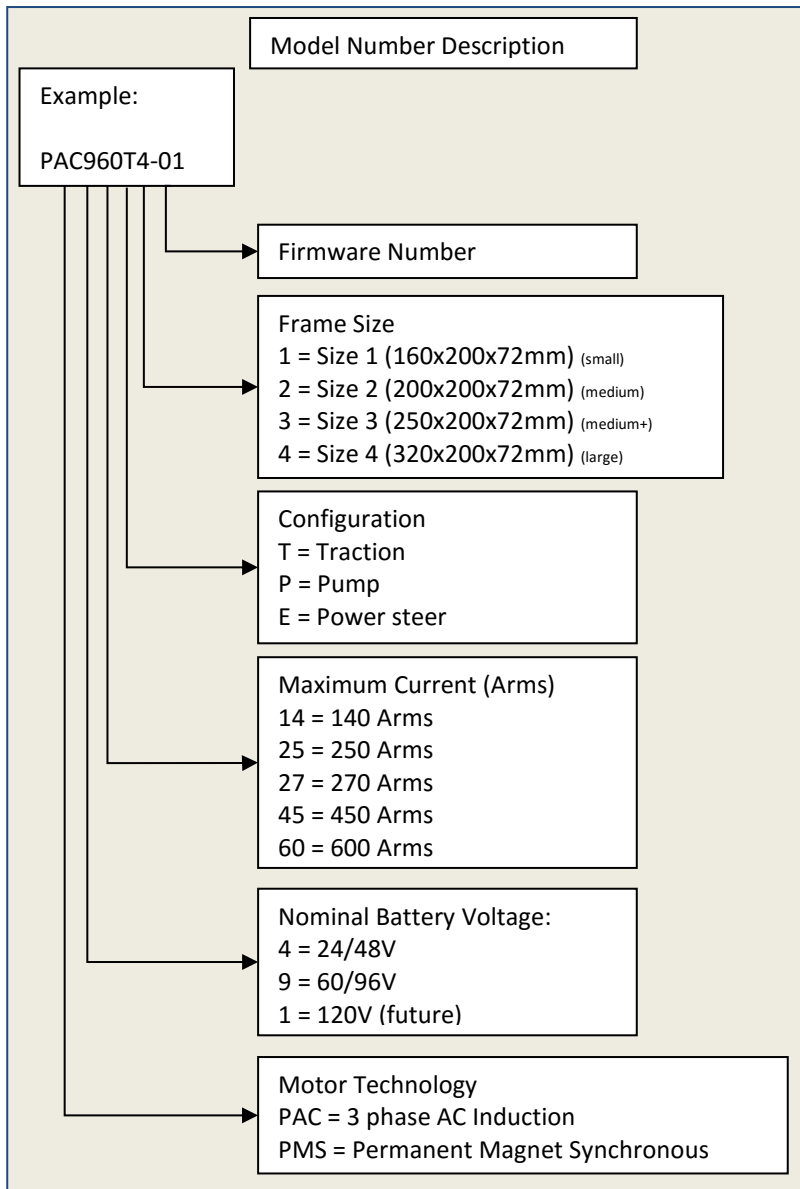 Model Number Description
Example:
PAC960T4-01
Firmware Number
Frame Size
1 = Size 1 (160x200x72mm) (small)
2 = Size 2 (200x200x72mm) (medium)
3 = Size 3 (250x200x72mm) (medium+)
4 = Size 4 (320x200x72mm) (large)
Configuration
T = Traction
P = Pump
E = Power steer
Maximum Current (Arms)
14 = 140 Arms
25 = 250 Arms
27 = 270 Arms
45 = 450 Arms
60 = 600 Arms
Nominal Battery Voltage:
4 = 24/48V
9 = 60/96V
1 = 120V (future)
Motor Technology
PAC = 3 phase AC Induction
PMS = Permanent Magnet Synchronous